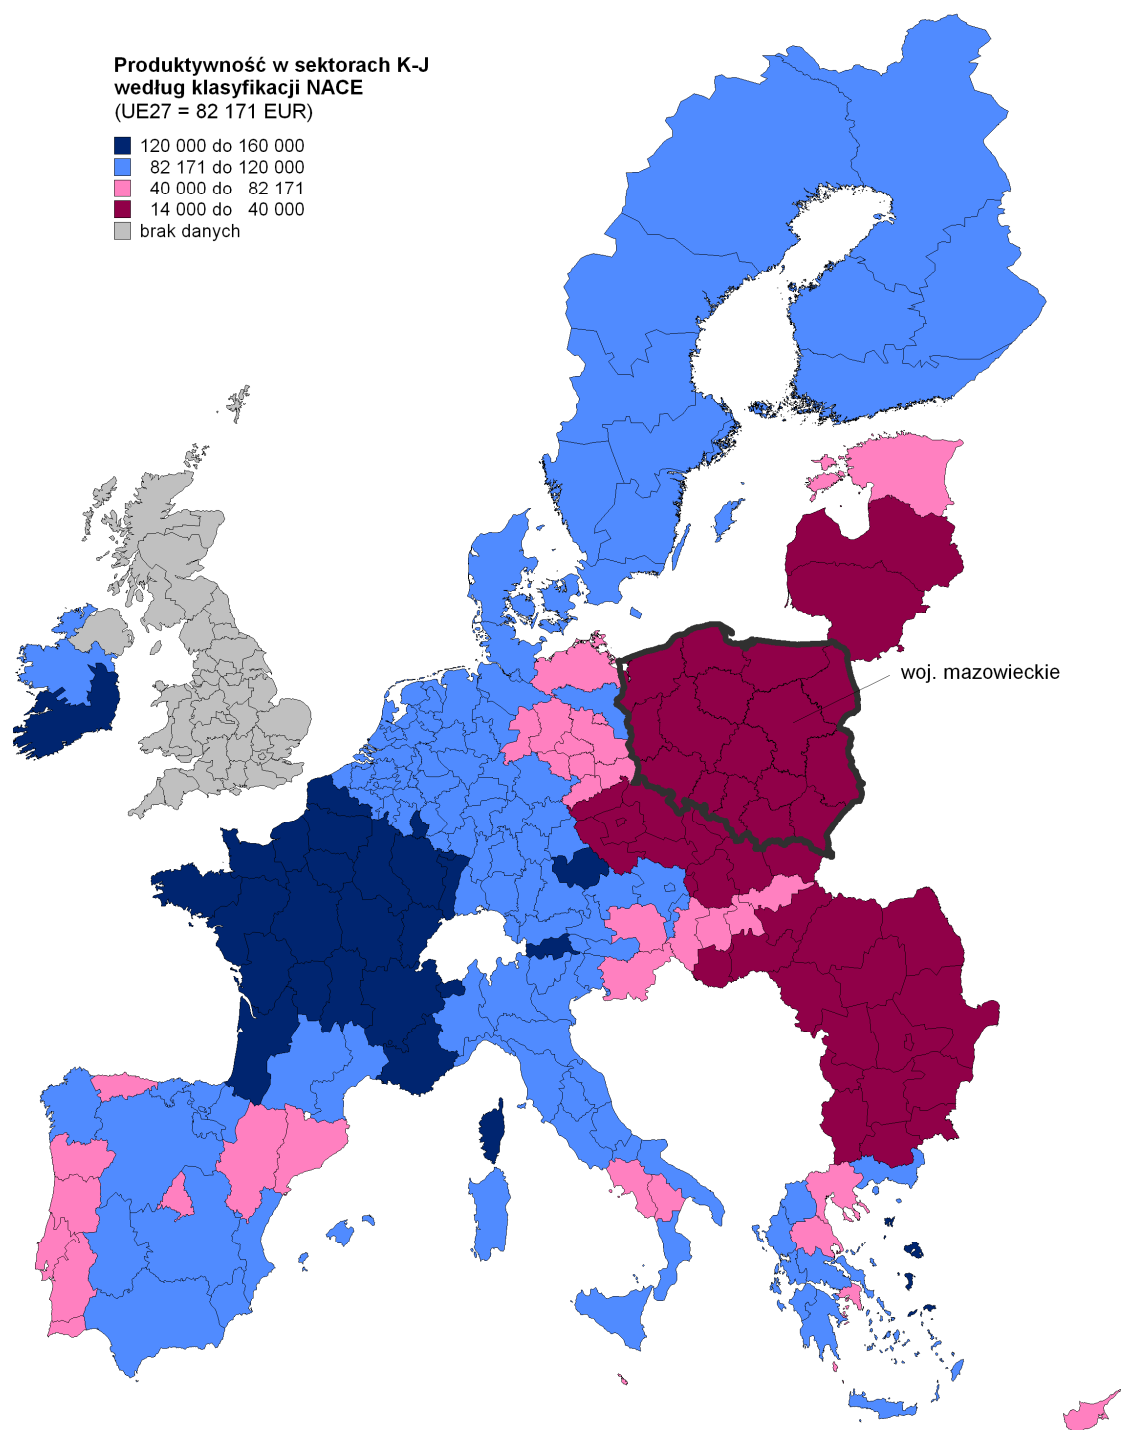 Produktywność w sektorach K-J
według klasyfikacji NACE
(UE27 = 82 171 EUR)
120 000 do 160 000
82 171 do 120 000
40 000 do 82 171
14 000 do 40 000
brak danych
woj. mazowieckie